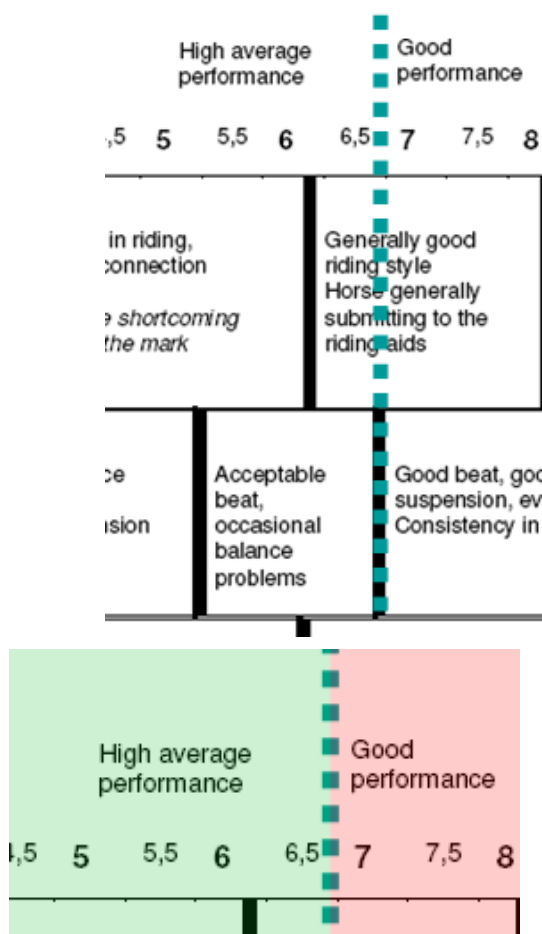 High average
performance
Good
performance
,5 5 5,5 6 6,5 7 7,5 8
in riding,
connection
shortcoming
the mark
Generally good
riding style
Horse generally
submitting to the
riding aids
Acceptable
beat,
occasional
balance
problems
Good beat,
suspension,
Consistency in
High average
performance
Good
performance
4,5 5 5,5 6 6,5 7 7,5 8